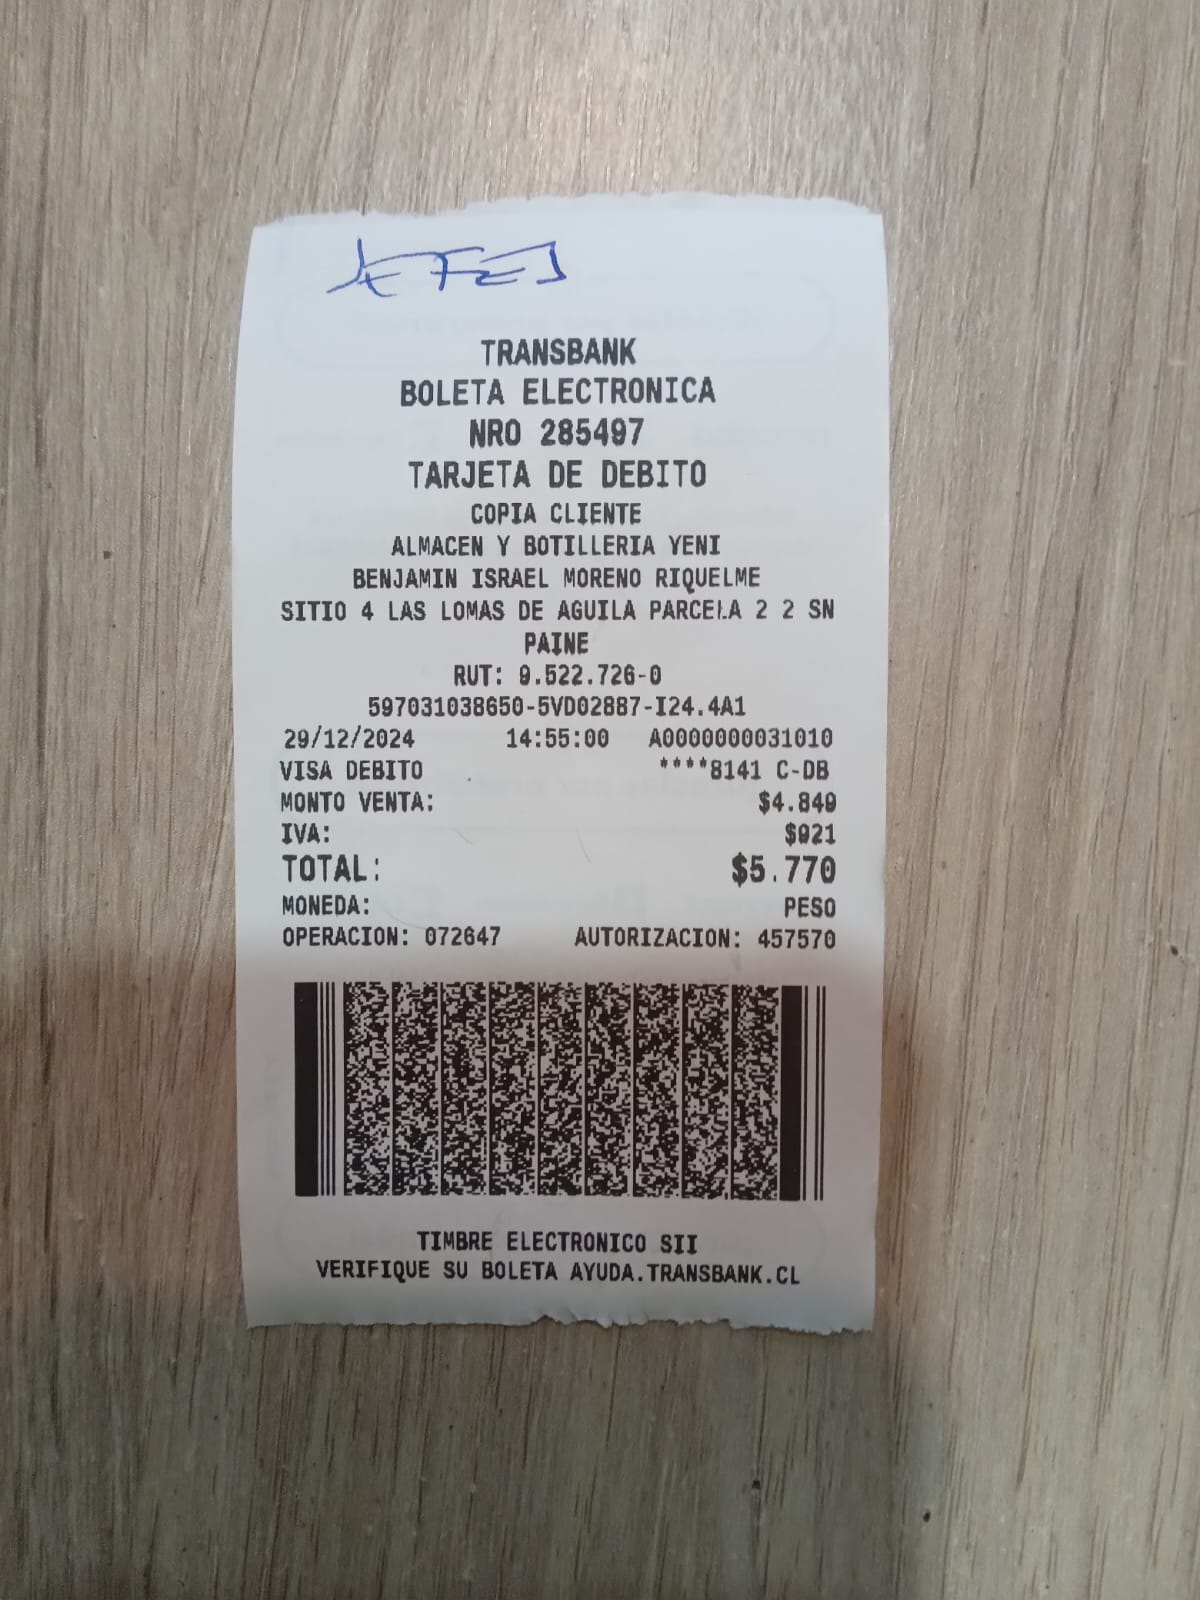 JEFES
TRANSBANK
BOLETA ELECTRONICA
NRO 285497
TARJETA DE DEBITO
COPIA CLIENTE
ALMACEN Y BOTILLERIA YENI
BENJAMIN ISRAEL MORENO RIQUELME
SITIO 4 LAS LOMAS DE AGUILA PARCELA 2 2 SN
PAINE
RUT: 9.522.726-0
597031038650-5VD02887-I24.4A1
29/12/2024 14:55:00 A0000000031010
VISA DEBITO ****8141 C-DB
MONTO VENTA: $4.849
IVA: $921
TOTAL: $5.770
MONEDA: PESO
OPERACION: 072647 AUTORIZACION: 457570
TIMBRE ELECTRONICO SII
VERIFIQUE SU BOLETA AYUDA.TRANSBANK.CL